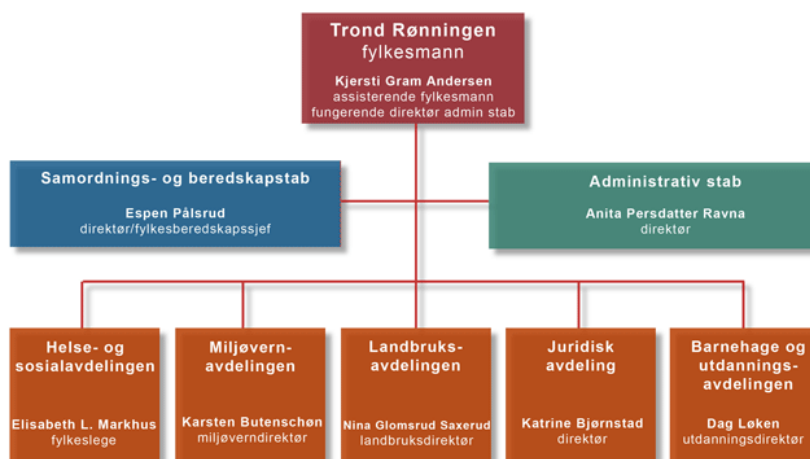 Trond Rønningen
fylkesmann
Kjersti Gram Andersen
assisterende fylkesmann
fungerende direktør admin stab
Samordnings- og beredskapstab
Espen Pålsrud
direktør/fylkesberedskapssjef
Administrativ stab
Anita Persdatter Ravna
direktør
Helse- og
sosialavdelingen
Elisabeth L. Markhus
fylkeslege
Miljøvern-
avdelingen
Karsten Butenschøn
miljøverndirektør
Landbruks-
avdelingen
Nina Glomsrud Saxerud
landbruksdirektør
Juridisk
avdeling
Katrine Bjørnstad
direktør
Barnehage og
utdannings-
avdelingen
Dag Løken
utdanningsdirektør